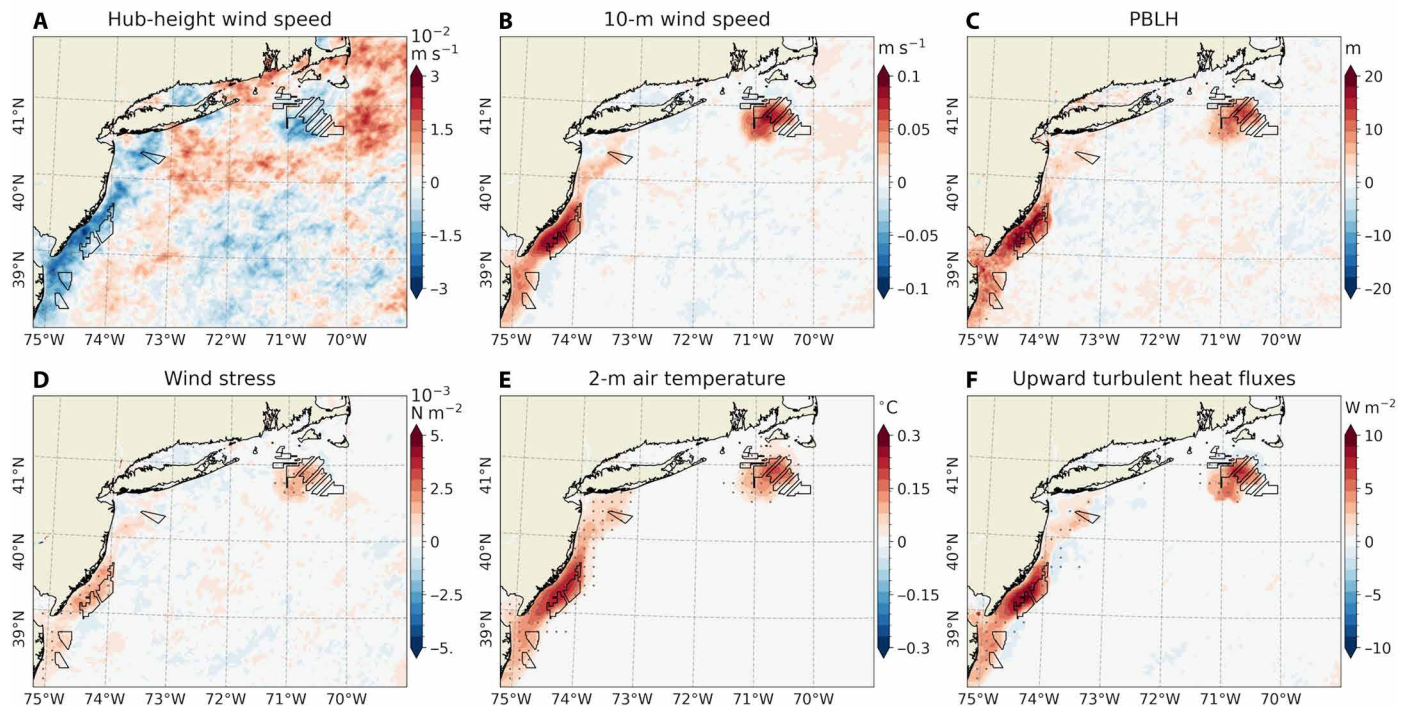 A Hub-height wind speed
10⁻²
m s⁻¹
3
1.5
0
−1.5
−3
41°N
40°N
39°N
75°W 74°W 73°W 72°W 71°W 70°W
B 10-m wind speed
m s⁻¹
0.1
0.05
0
−0.05
−0.1
41°N
40°N
39°N
75°W 74°W 73°W 72°W 71°W 70°W
C PBLH
m
20
10
0
−10
−20
41°N
40°N
39°N
75°W 74°W 73°W 72°W 71°W 70°W
D Wind stress
10⁻³
N m⁻²
5.
2.5
0
−2.5
−5.
41°N
40°N
39°N
75°W 74°W 73°W 72°W 71°W 70°W
E 2-m air temperature
°C
0.3
0.15
0
−0.15
−0.3
41°N
40°N
39°N
75°W 74°W 73°W 72°W 71°W 70°W
F Upward turbulent heat fluxes
W m⁻²
10
5
0
−5
−10
41°N
40°N
39°N
75°W 74°W 73°W 72°W 71°W 70°W